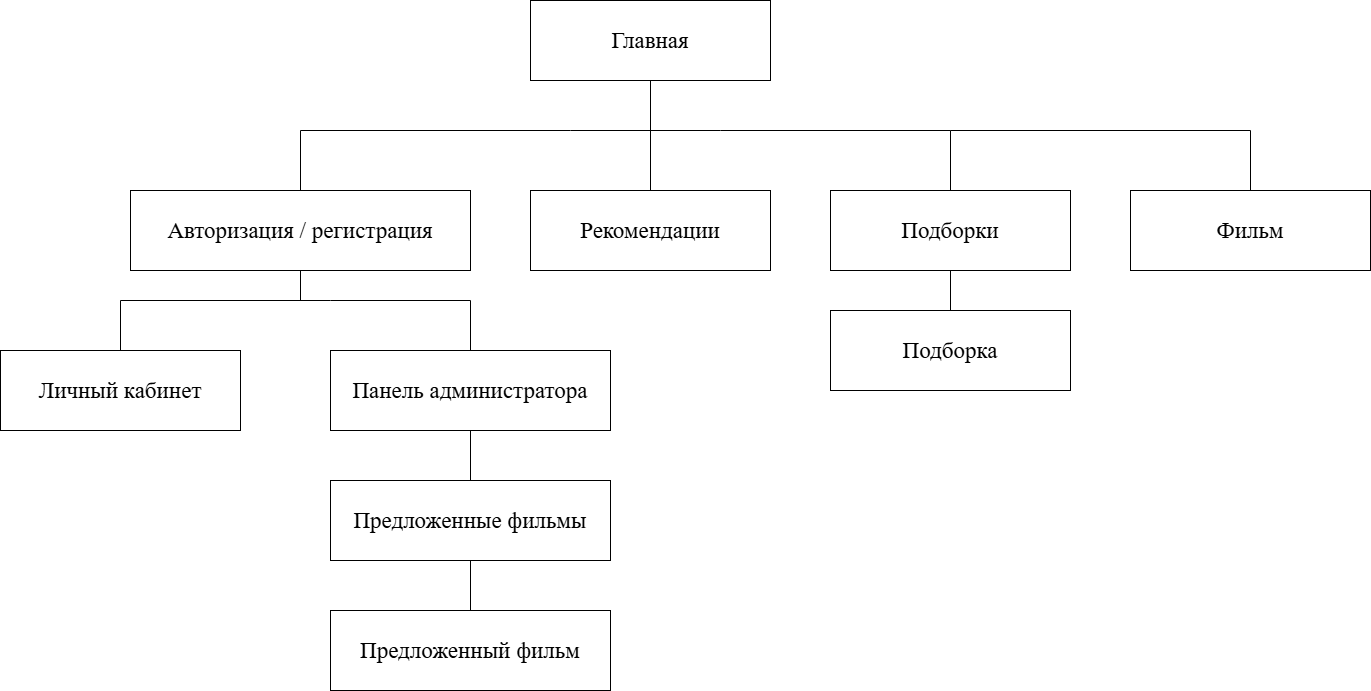 Главная
Авторизация / регистрация
Рекомендации
Подборки
Фильм
Подборка
Личный кабинет
Панель администратора
Предложенные фильмы
Предложенный фильм